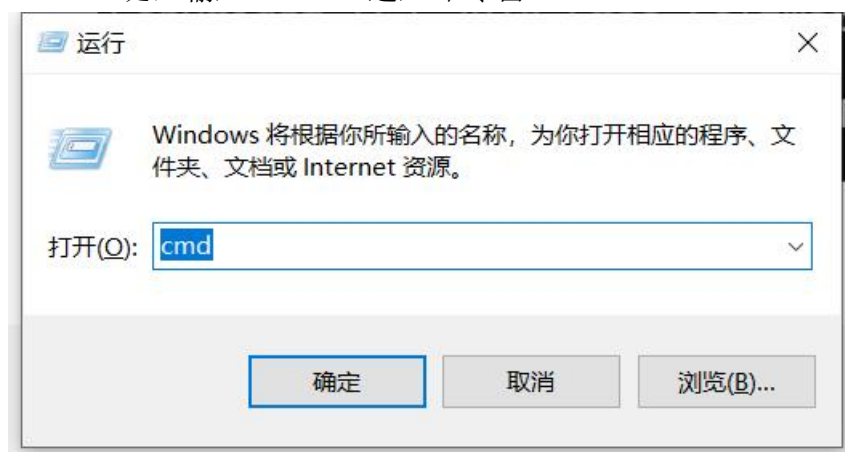 运行
Windows 将根据你所输入的名称，为你打开相应的程序、文
件夹、文档或 Internet 资源。
打开(O):
cmd
确定
取消
浏览(B)...